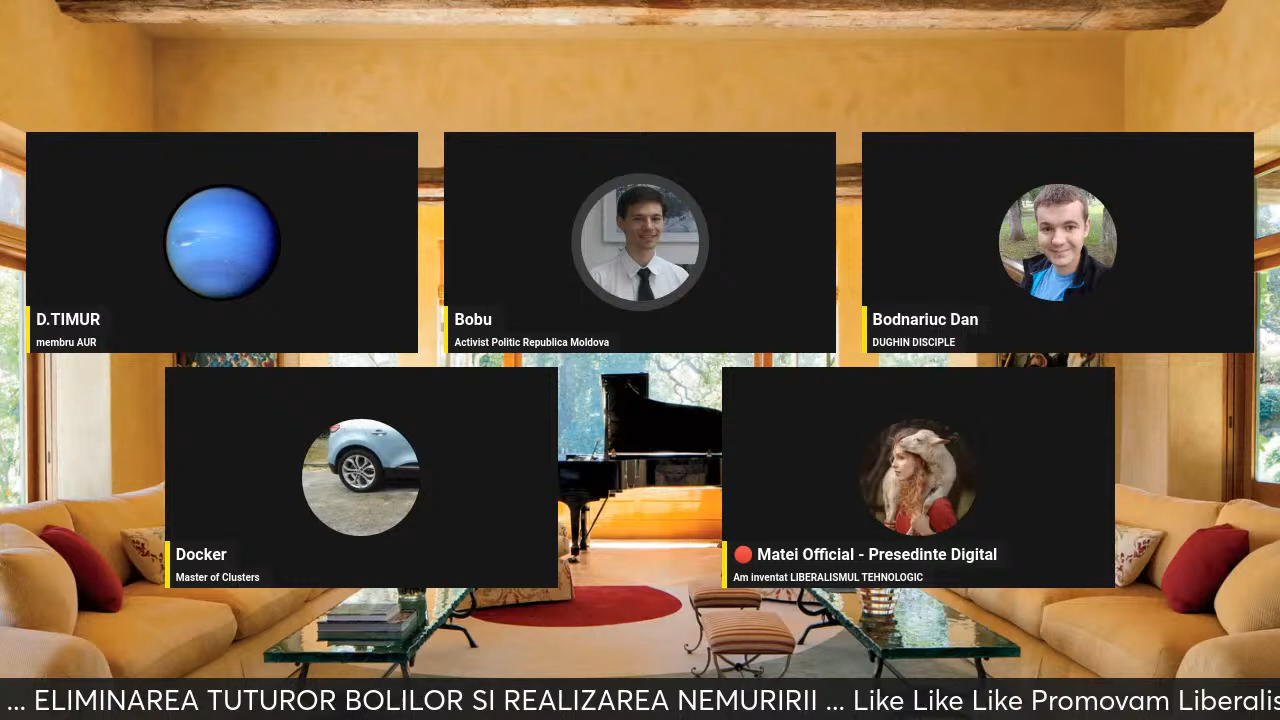 D.TIMUR
membru AUR
Bobu
Activist Politic Republica Moldova
Bodnariuc Dan
DUGHIN DISCIPLE
Docker
Master of Clusters
🔴 Matei Official - Presedinte Digital
Am inventat LIBERALISMUL TEHNOLOGIC
... ELIMINAREA TUTUROR BOLILOR SI REALIZAREA NEMURIRII ... Like Like Like Promovam Liberalis